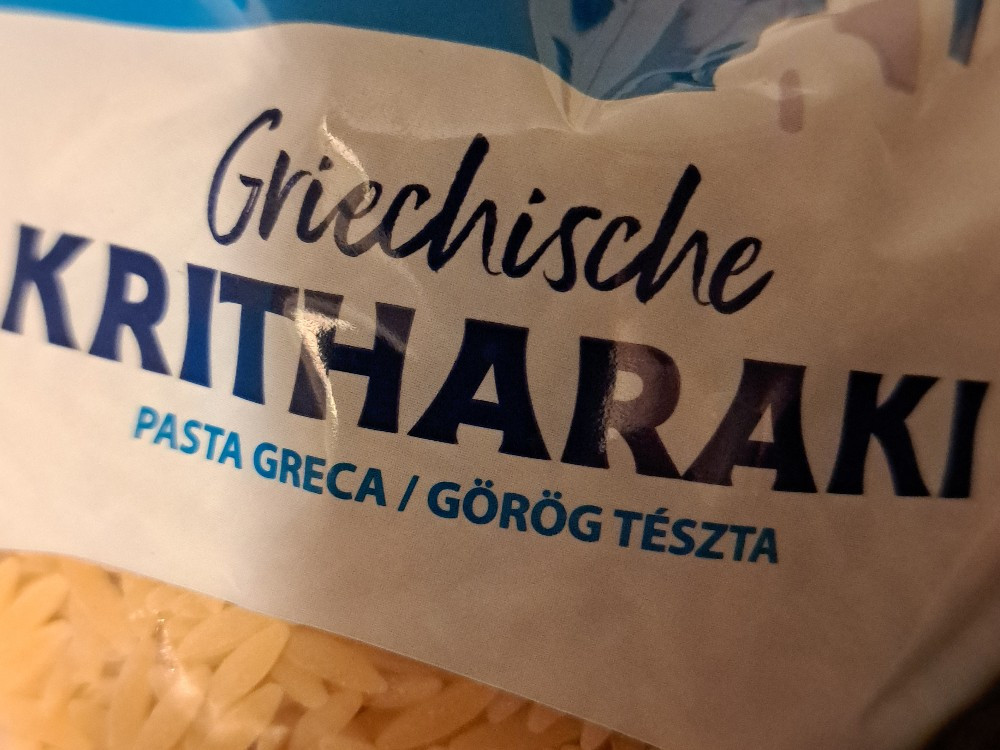 Griechische
KRITHARAKI
PASTA GRECA / GÖRÖG TÉSZTA